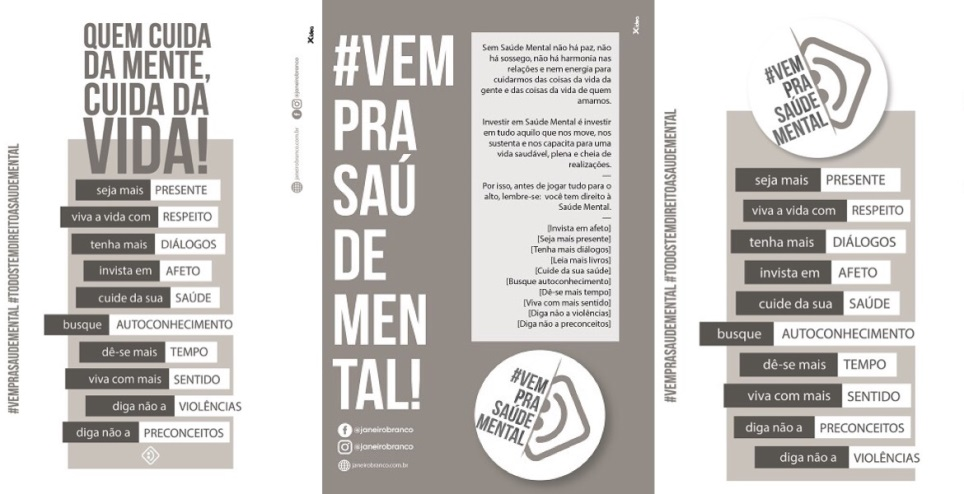 QUEM CUIDA
DA MENTE,
CUIDA DA
VIDA!
seja mais PRESENTE
viva a vida com RESPEITO
tenha mais DIÁLOGOS
invista em AFETO
cuide da sua SAÚDE
busque AUTOCONHECIMENTO
dê-se mais TEMPO
viva com mais SENTIDO
diga não a VIOLÊNCIAS
diga não a PRECONCEITOS
#VEMPRASAUDEMENTAL #TODOSTEMDIREITOASAUDEMENTAL
@janeirobranco
janeirobranco.com.br
#VEM
PRA
SAÚ
DE
MEN
TAL!
@janeirobranco
@janeirobranco
janeirobranco.com.br
Sem Saúde Mental não há paz, não
há sossego, não há harmonia nas
relações e nem energia para
cuidarmos das coisas da vida da
gente e das coisas da vida de quem
amamos.
Investir em Saúde Mental é investir
em tudo aquilo que nos move, nos
sustenta e nos capacita para uma
vida saudável, plena e cheia de
realizações.
—
Por isso, antes de jogar tudo para o
alto, lembre-se: você tem direito à
Saúde Mental.
—
[Invista em afeto]
[Seja mais presente]
[Tenha mais diálogos]
[Leia mais livros]
[Cuide da sua saúde]
[Busque autoconhecimento]
[Dê-se mais tempo]
[Viva com mais sentido]
[Diga não a violências]
[Diga não a preconceitos]
#VEM
PRA
SAÚDE
MENTAL
#VEMPRASAUDEMENTAL #TODOSTEMDIREITOASAUDEMENTAL
#VEM
PRA
SAÚDE
MENTAL
seja mais PRESENTE
viva a vida com RESPEITO
tenha mais DIÁLOGOS
invista em AFETO
cuide da sua SAÚDE
busque AUTOCONHECIMENTO
dê-se mais TEMPO
viva com mais SENTIDO
diga não a PRECONCEITOS
diga não a VIOLÊNCIAS